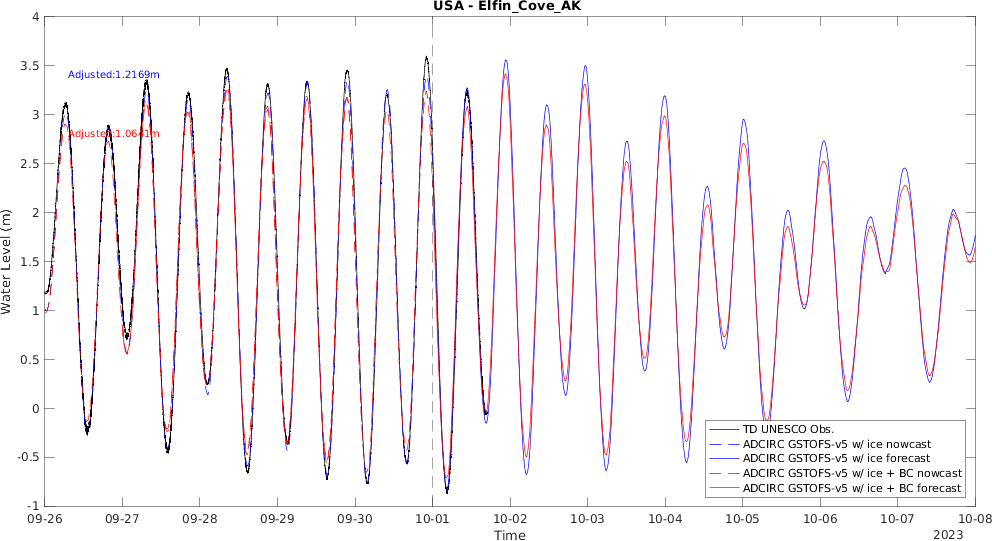 USA - Elfin_Cove_AK
Water Level (m)
4
3.5
3
2.5
2
1.5
1
0.5
0
-0.5
-1
Adjusted:1.2169m
Adjusted:1.0641m
TD UNESCO Obs.
ADCIRC GSTOFS-v5 w/ ice nowcast
ADCIRC GSTOFS-v5 w/ ice forecast
ADCIRC GSTOFS-v5 w/ ice + BC nowcast
ADCIRC GSTOFS-v5 w/ ice + BC forecast
09-26 09-27 09-28 09-29 09-30 10-01 10-02 10-03 10-04 10-05 10-06 10-07 10-08
Time
2023